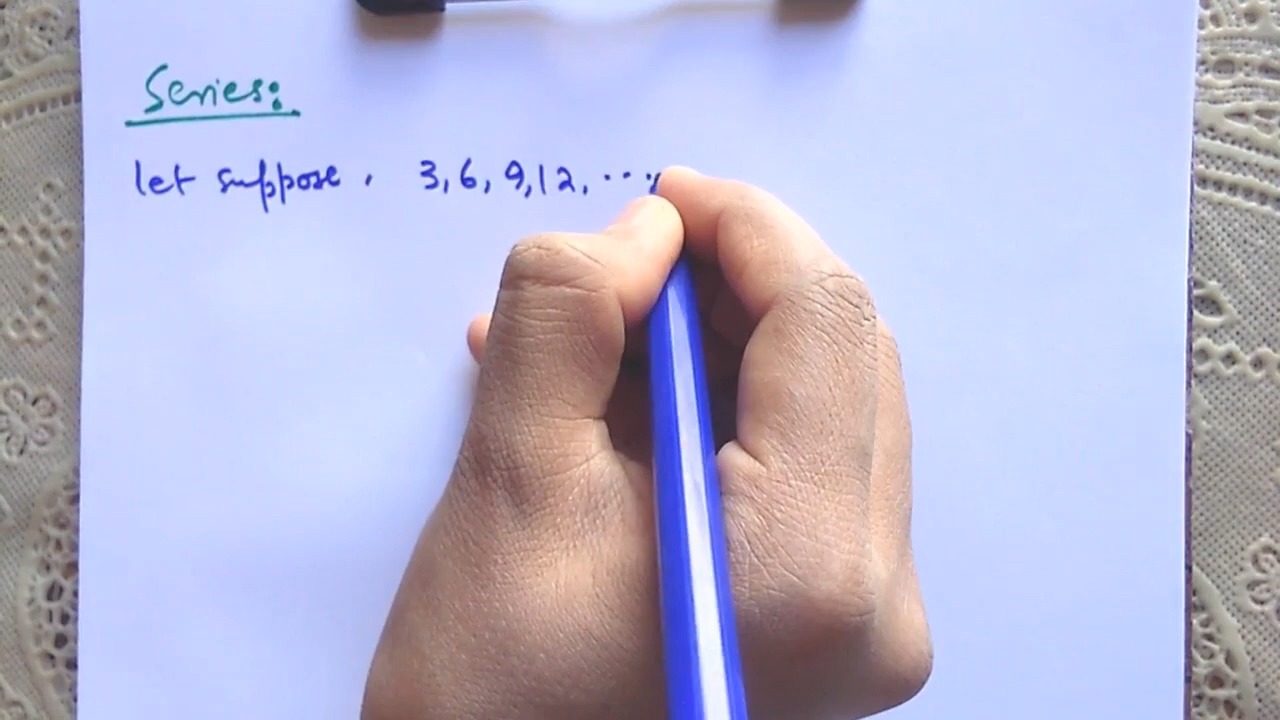 Series:
let suppose, 3, 6, 9, 12, ...,